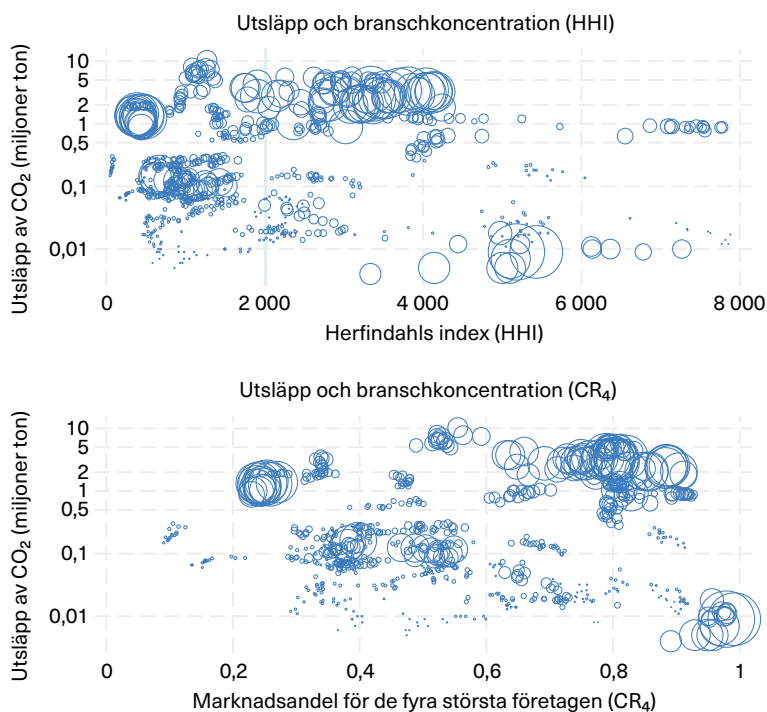 Utsläpp och branschkoncentration (HHI)
Utsläpp av CO₂ (miljoner ton)
10
5
2
1
0,5
0,1
0,01
0 2 000 4 000 6 000 8 000
Herfindahls index (HHI)
Utsläpp och branschkoncentration (CR₄)
Utsläpp av CO₂ (miljoner ton)
10
5
2
1
0,5
0,1
0,01
0 0,2 0,4 0,6 0,8 1
Marknadsandel för de fyra största företagen (CR₄)